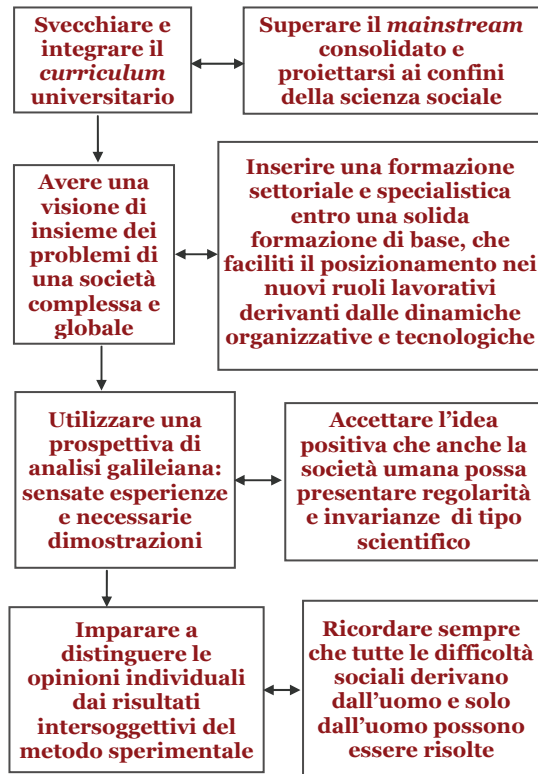 Svecchiare e
integrare il
curriculum
universitario
Superare il mainstream
consolidato e
proiettarsi ai confini
della scienza sociale
Avere una
visione di
insieme dei
problemi di
una società
complessa e
globale
Inserire una formazione
settoriale e specialistica
entro una solida
formazione di base, che
faciliti il posizionamento nei
nuovi ruoli lavorativi
derivanti dalle dinamiche
organizzative e tecnologiche
Utilizzare una
prospettiva di
analisi galileiana:
sensate esperienze
e necessarie
dimostrazioni
Accettare l’idea
positiva che anche la
società umana possa
presentare regolarità
e invarianze di tipo
scientifico
Imparare a
distinguere le
opinioni individuali
dai risultati
intersoggettivi del
metodo sperimentale
Ricordare sempre
che tutte le difficoltà
sociali derivano
dall’uomo e solo
dall’uomo possono
essere risolte